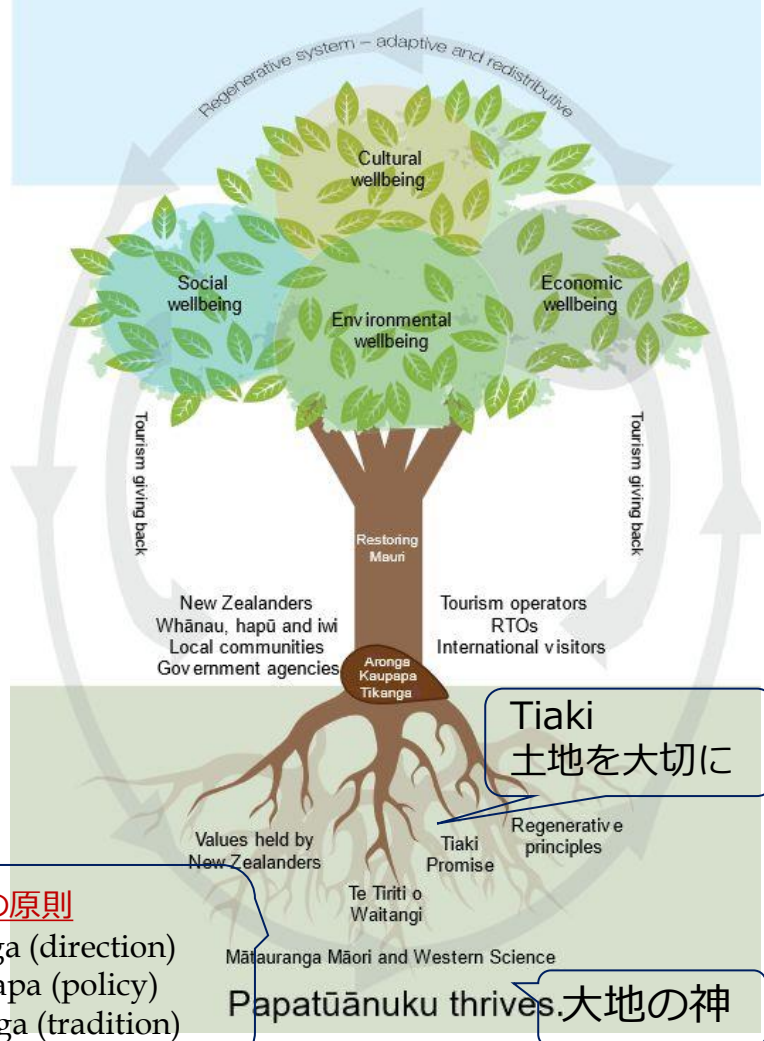 Regenerative system – adaptive and redistributive
Cultural
wellbeing
Social
wellbeing
Environmental
wellbeing
Economic
wellbeing
Tourism giving back
Tourism giving back
Restoring
Mauri
New Zealanders
Whānau, hapū and iwi
Local communities
Government agencies
Tourism operators
RTOs
International visitors
Aronga
Kaupapa
Tikanga
Tiaki
土地を大切に
Values held by
New Zealanders
Tiaki
Promise
Regenerative
principles
Te Tiriti o
Waitangi
の原則
(direction)
(policy)
(tradition)
Mātauranga Māori and Western Science
Papatūānuku thrives.
大地の神